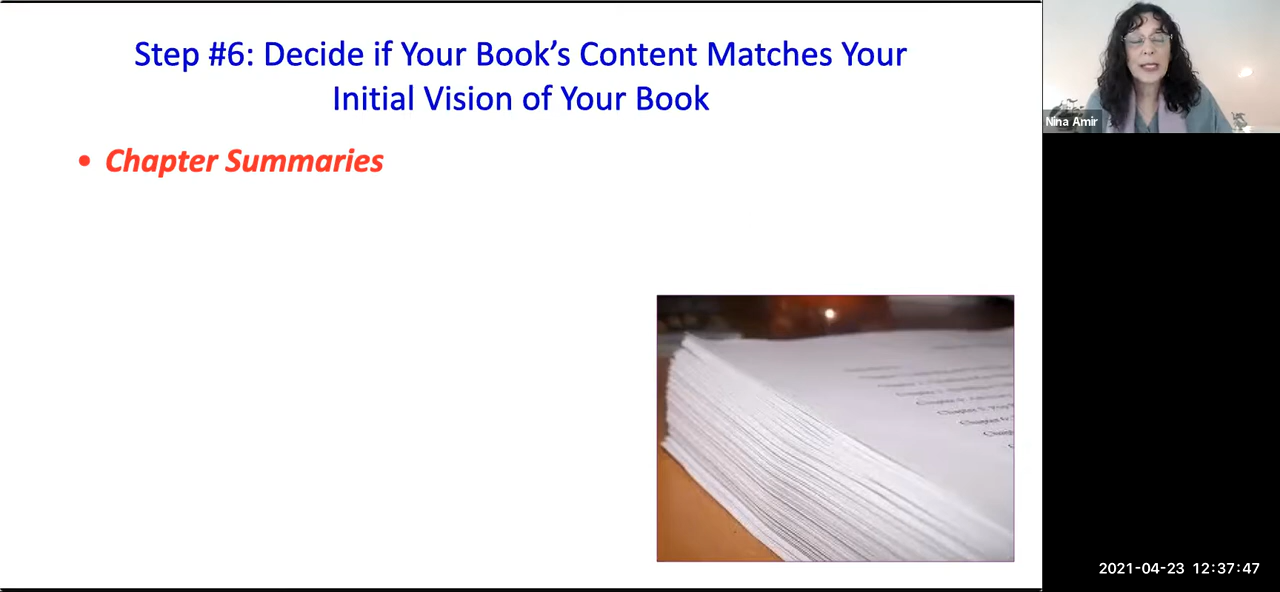 Step #6: Decide if Your Book's Content Matches Your
Initial Vision of Your Book
• Chapter Summaries
Nina Amir
2021-04-23 12:37:47